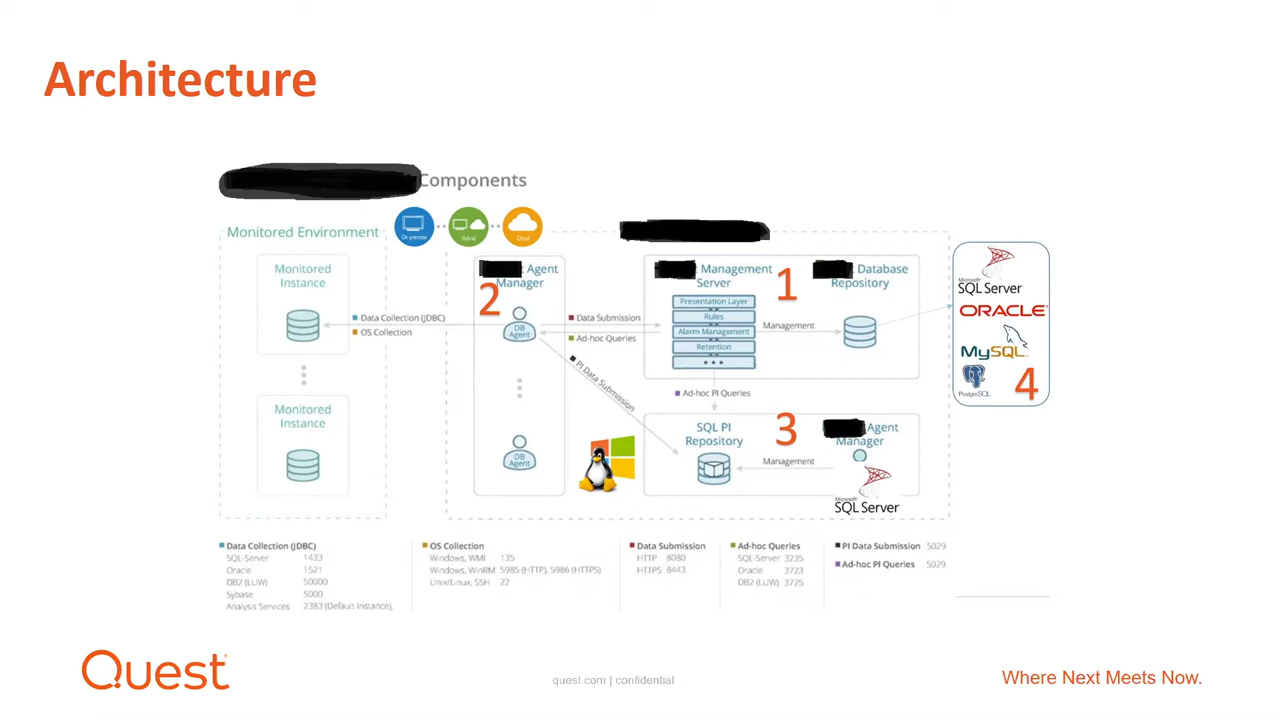 Architecture
Components
On premise
Hybrid
Cloud
Monitored Environment
Monitored
Instance
Monitored
Instance
Agent
Manager
2
DB
Agent
DB
Agent
Data Collection (JDBC)
OS Collection
Data Submission
Ad-hoc Queries
PI Data Submission
Management
Server
1
Presentation Layer
Rules
Alarm Management
Retention
Management
Database
Repository
Ad-hoc PI Queries
SQL PI
Repository
3
Agent
Manager
Management
Microsoft
SQL Server
Microsoft
SQL Server
ORACLE
MySQL
PostgreSQL
4
Data Collection (JDBC)
SQL-Server 1433
Oracle 1521
DB2 (LUW) 50000
Sybase 5000
Analysis Services 2383 (Default Instance),
OS Collection
Windows, WMI 135
Windows, WinRM 5985 (HTTP), 5986 (HTTPS)
Unix/Linux, SSH 22
Data Submission
HTTP 8080
HTTPS 8443
Ad-hoc Queries
SQL-Server 3235
Oracle 3723
DB2 (LUW) 3725
PI Data Submission 5029
Ad-hoc PI Queries 5029
Quest
quest.com | confidential
Where Next Meets Now.